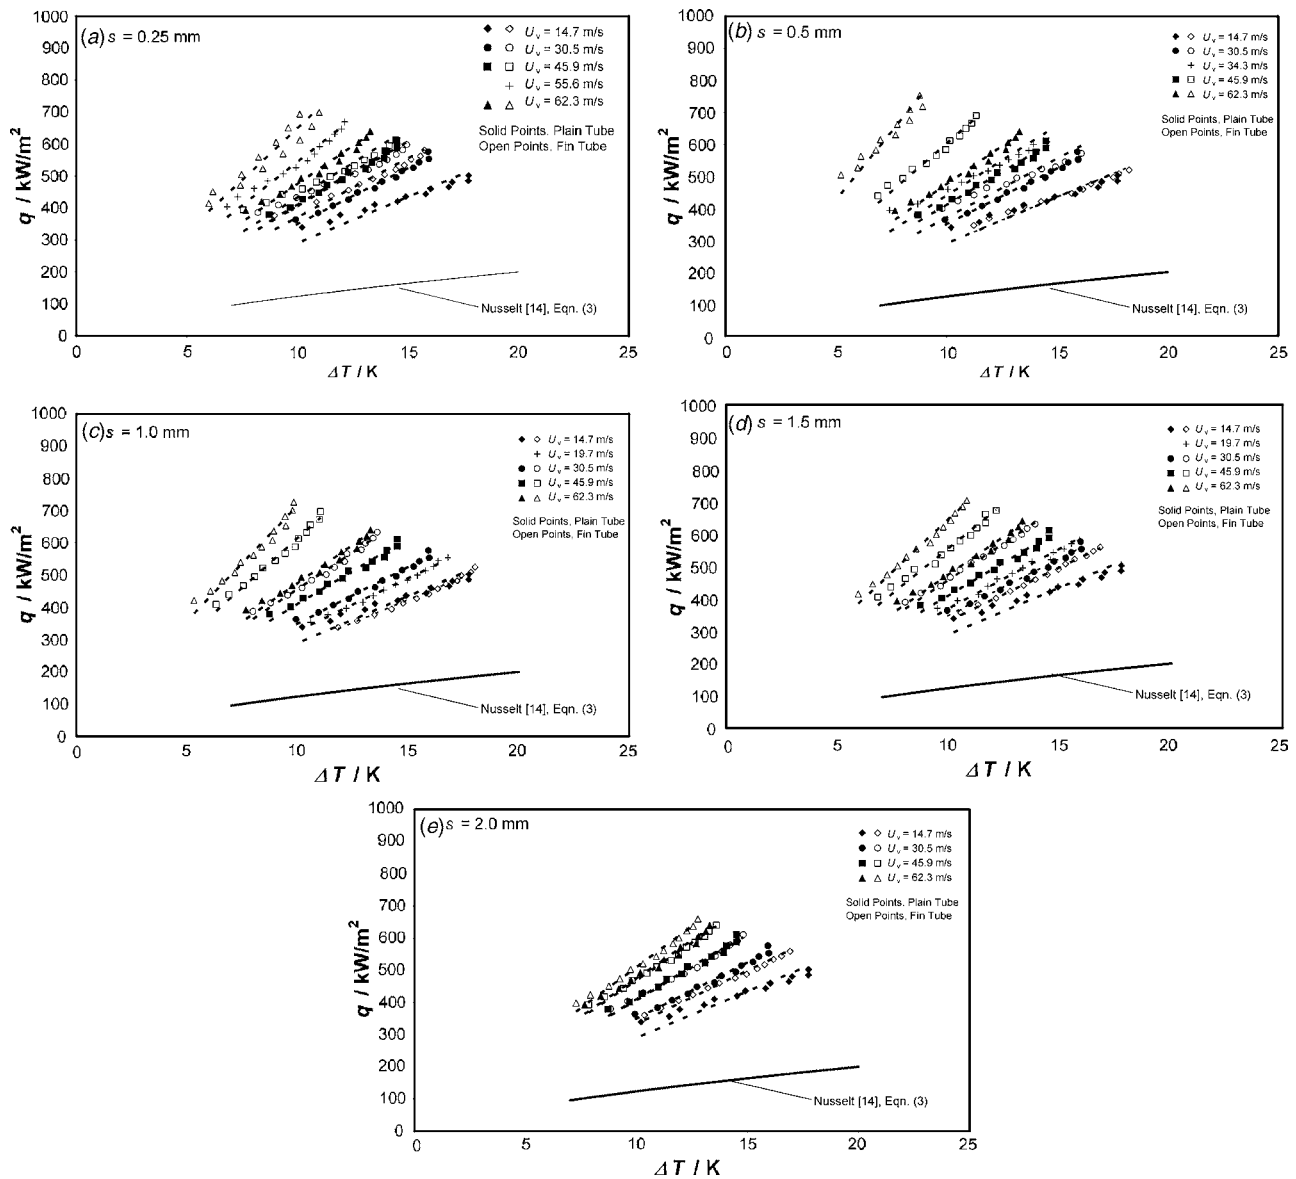 (a) s = 0.25 mm
U_v = 14.7 m/s
U_v = 30.5 m/s
U_v = 45.9 m/s
U_v = 55.6 m/s
U_v = 62.3 m/s
Solid Points. Plain Tube
Open Points. Fin Tube
1000
900
800
700
600
500
400
300
200
100
0
q / kW/m²
Nusselt [14], Eqn. (3)
0 5 10 15 20 25
ΔT / K
(b) s = 0.5 mm
U_v = 14.7 m/s
U_v = 30.5 m/s
U_v = 34.3 m/s
U_v = 45.9 m/s
U_v = 62.3 m/s
Solid Points, Plain Tube
Open Points, Fin Tube
1000
900
800
700
600
500
400
300
200
100
0
q / kW/m²
Nusselt [14], Eqn. (3)
0 5 10 15 20 25
ΔT / K
(c) s = 1.0 mm
U_v = 14.7 m/s
U_v = 19.7 m/s
U_v = 30.5 m/s
U_v = 45.9 m/s
U_v = 62.3 m/s
Solid Points, Plain Tube
Open Points, Fin Tube
1000
900
800
700
600
500
400
300
200
100
0
q / kW/m²
Nusselt [14], Eqn. (3)
0 5 10 15 20 25
ΔT / K
(d) s = 1.5 mm
U_v = 14.7 m/s
U_v = 19.7 m/s
U_v = 30.5 m/s
U_v = 45.9 m/s
U_v = 62.3 m/s
Solid Points, Plain Tube
Open Points, Fin Tube
1000
900
800
700
600
500
400
300
200
100
0
q / kW/m²
Nusselt [14], Eqn. (3)
0 5 10 15 20 25
ΔT / K
(e) s = 2.0 mm
U_v = 14.7 m/s
U_v = 30.5 m/s
U_v = 45.9 m/s
U_v = 62.3 m/s
Solid Points. Plain Tube
Open Points, Fin Tube
1000
900
800
700
600
500
400
300
200
100
0
q / kW/m²
Nusselt [14], Eqn. (3)
0 5 10 15 20 25
ΔT / K